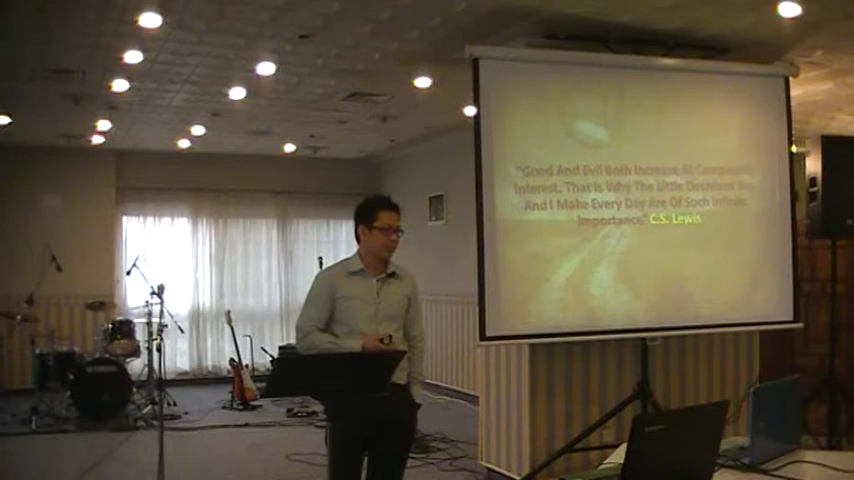 "Good And Evil Both Increase At Compound
Interest. That Is Why The Little Decisions You
And I Make Every Day Are Of Such Infinite
Importance" C.S. Lewis